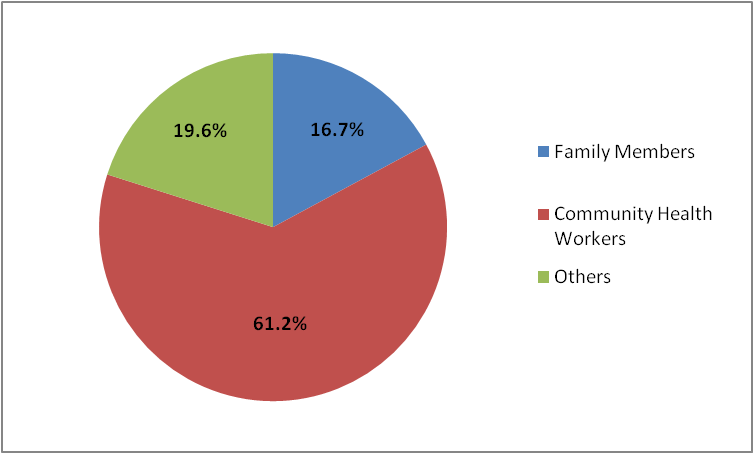 19.6%
16.7%
61.2%
Family Members
Community Health
Workers
Others